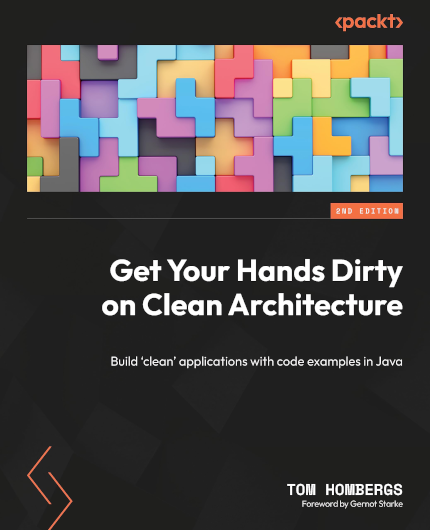 <packt>
2ND EDITION
Get Your Hands Dirty
on Clean Architecture
Build ‘clean’ applications with code examples in Java
TOM HOMBERGS
Foreword by Gernot Starke